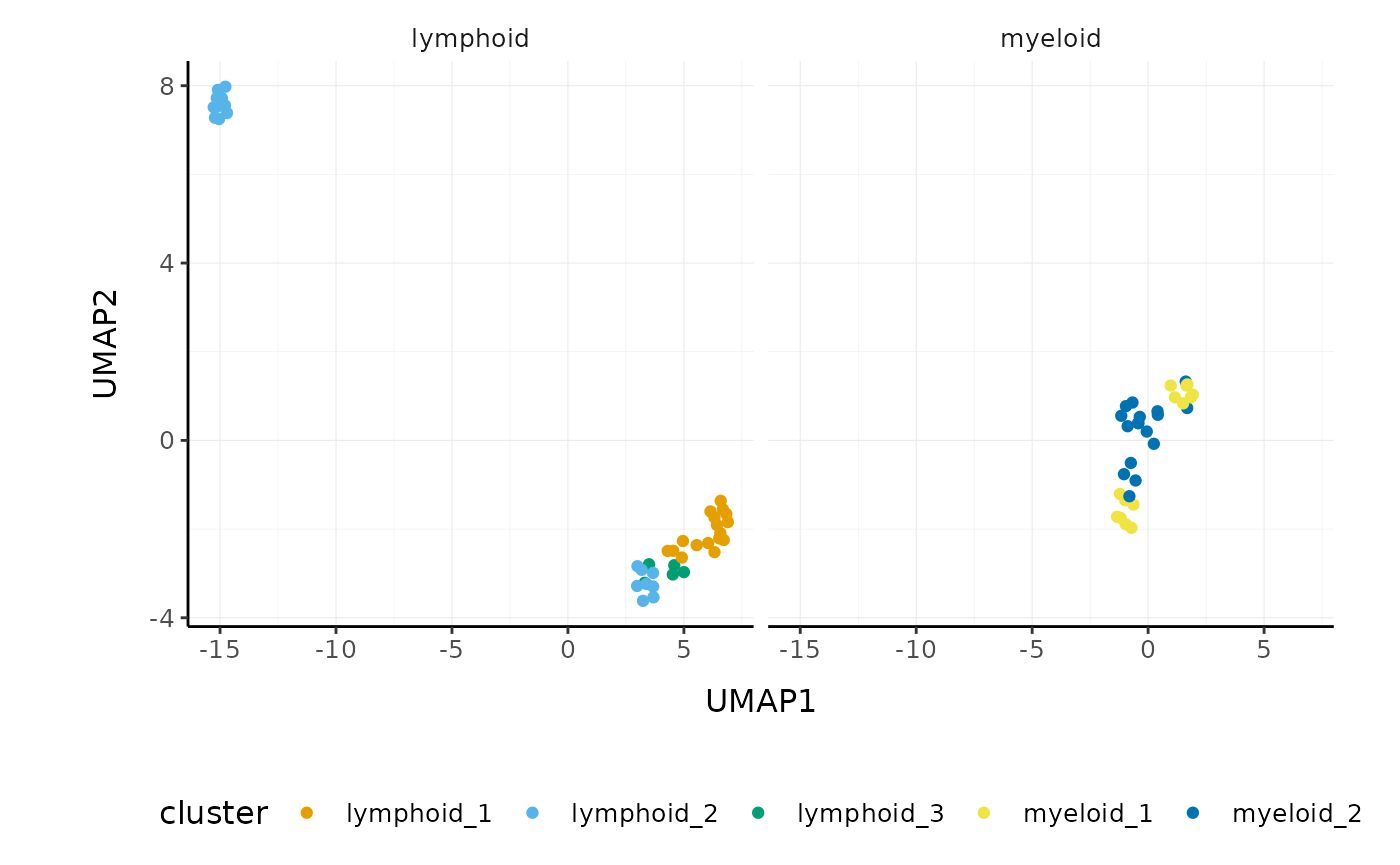 lymphoid myeloid
8
4
0
-4
UMAP2
-15 -10 -5 0 5 -15 -10 -5 0 5
UMAP1
cluster lymphoid_1 lymphoid_2 lymphoid_3 myeloid_1 myeloid_2